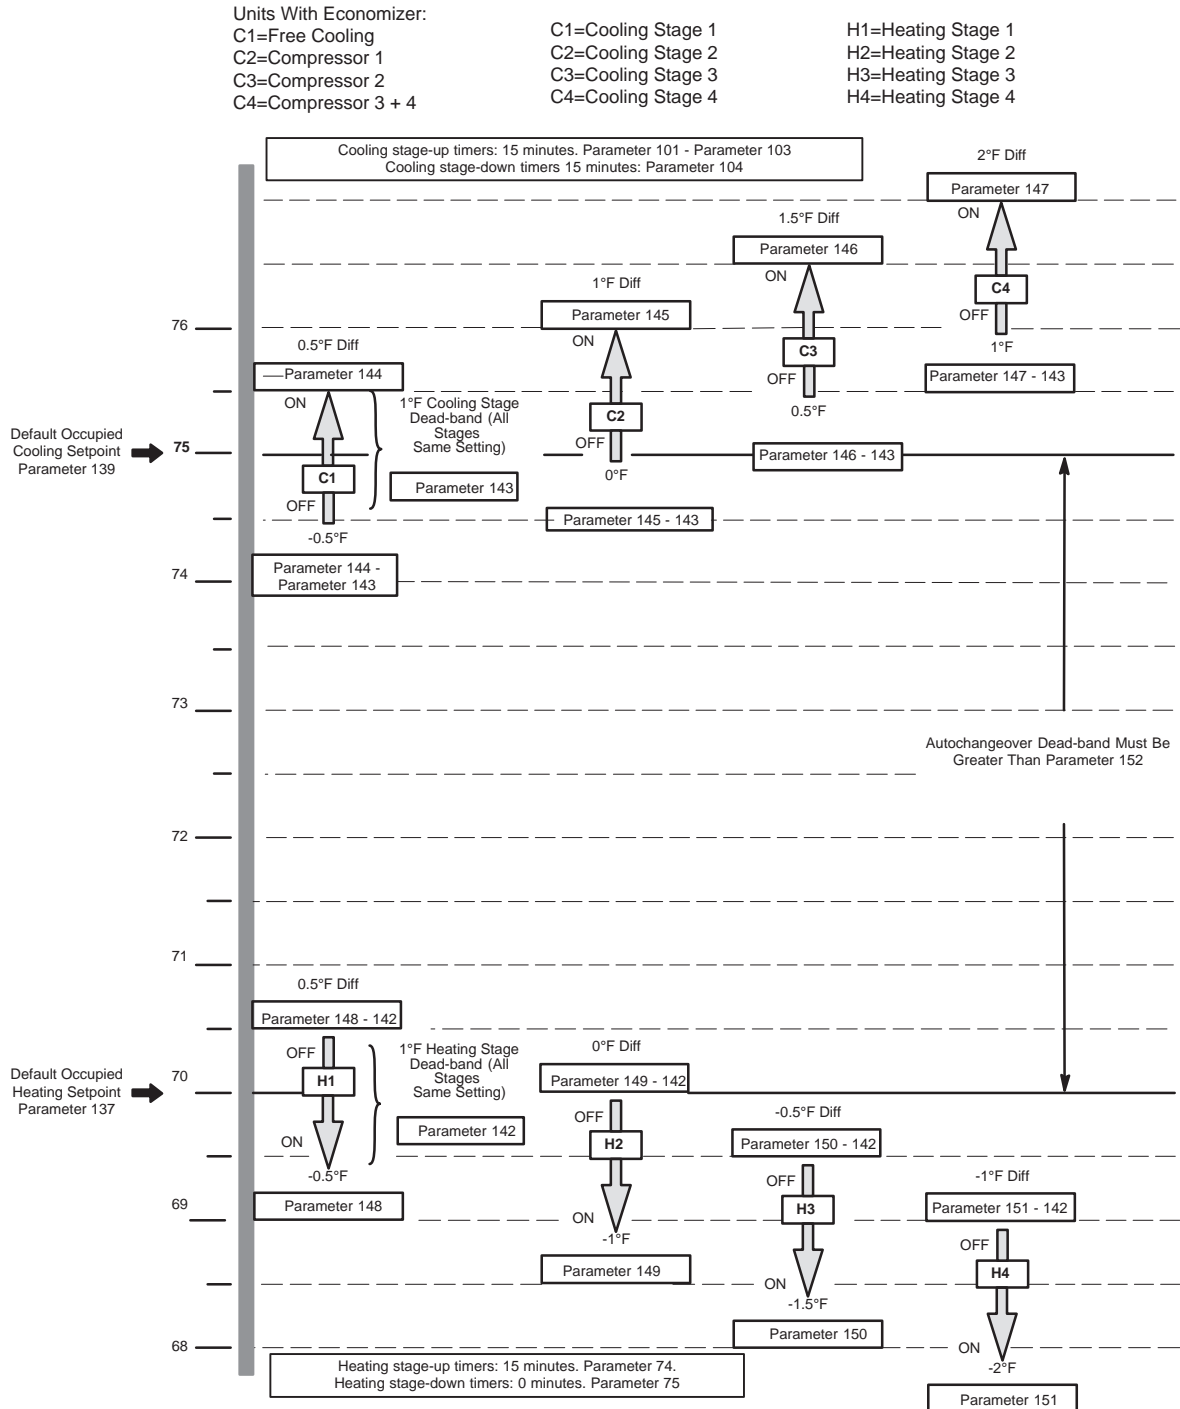 Units With Economizer:
C1=Free Cooling
C2=Compressor 1
C3=Compressor 2
C4=Compressor 3 + 4
C1=Cooling Stage 1
C2=Cooling Stage 2
C3=Cooling Stage 3
C4=Cooling Stage 4
H1=Heating Stage 1
H2=Heating Stage 2
H3=Heating Stage 3
H4=Heating Stage 4
Cooling stage-up timers: 15 minutes. Parameter 101 - Parameter 103
Cooling stage-down timers 15 minutes: Parameter 104
2°F Diff
Parameter 147
ON
C4
OFF
1°F
Parameter 147 - 143
1.5°F Diff
Parameter 146
ON
C3
OFF
0.5°F
Parameter 146 - 143
1°F Diff
Parameter 145
ON
C2
OFF
0°F
Parameter 145 - 143
76
0.5°F Diff
Parameter 144
ON
C1
OFF
-0.5°F
Parameter 144 -
Parameter 143
1°F Cooling Stage
Dead-band (All
Stages
Same Setting)
Parameter 143
Default Occupied
Cooling Setpoint
Parameter 139
75
74
73
Autochangeover Dead-band Must Be
Greater Than Parameter 152
72
71
0.5°F Diff
Parameter 148 - 142
OFF
H1
ON
-0.5°F
Parameter 148
1°F Heating Stage
Dead-band (All
Stages
Same Setting)
Parameter 142
Default Occupied
Heating Setpoint
Parameter 137
70
0°F Diff
Parameter 149 - 142
OFF
H2
ON
-1°F
Parameter 149
-0.5°F Diff
Parameter 150 - 142
OFF
H3
ON
-1.5°F
Parameter 150
-1°F Diff
Parameter 151 - 142
OFF
H4
ON
-2°F
Parameter 151
69
68
Heating stage-up timers: 15 minutes. Parameter 74.
Heating stage-down timers: 0 minutes. Parameter 75